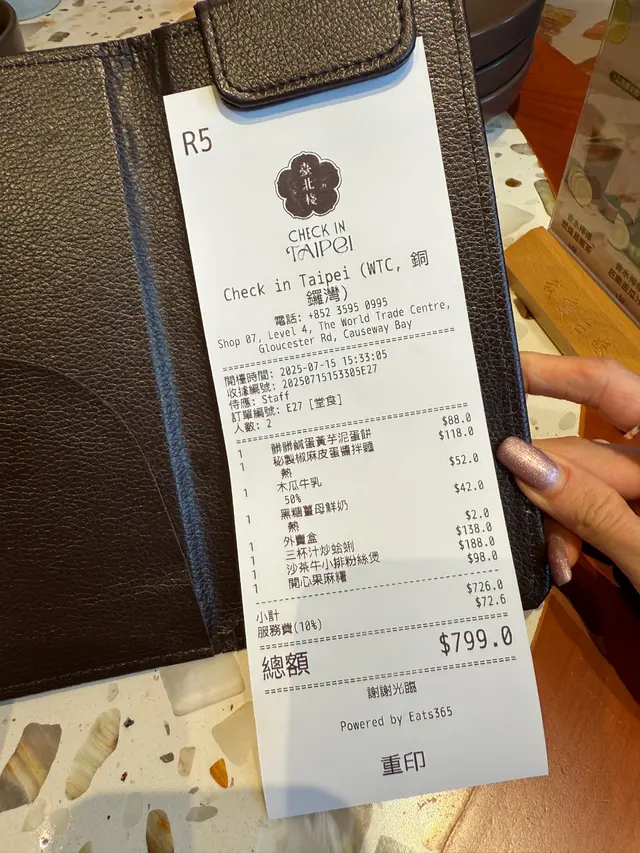 R5
臺北棧
CHECK IN
TAIPEI
Check in Taipei (WTC, 銅
鑼灣)
電話: +852 3595 0995
Shop 07, Level 4, The World Trade Centre,
Gloucester Rd, Causeway Bay
開檯時間: 2025-07-15 15:33:05
收據編號: 20250715153305E27
侍應: Staff
訂單編號: E27 [堂食]
人數: 2
1 髒髒鹹蛋黃芋泥蛋餅 $88.0
1 秘製椒麻皮蛋醬拌麵 $118.0
熱
1 木瓜牛乳 $52.0
50%
1 黑糖薑母鮮奶 $42.0
熱
1 外賣盒 $2.0
1 三杯汁炒蛤蜊 $138.0
1 沙茶牛小排粉絲煲 $188.0
1 開心果麻糬 $98.0
小計 $726.0
服務費(10%) $72.6
總額 $799.0
謝謝光臨
Powered by Eats365
重印